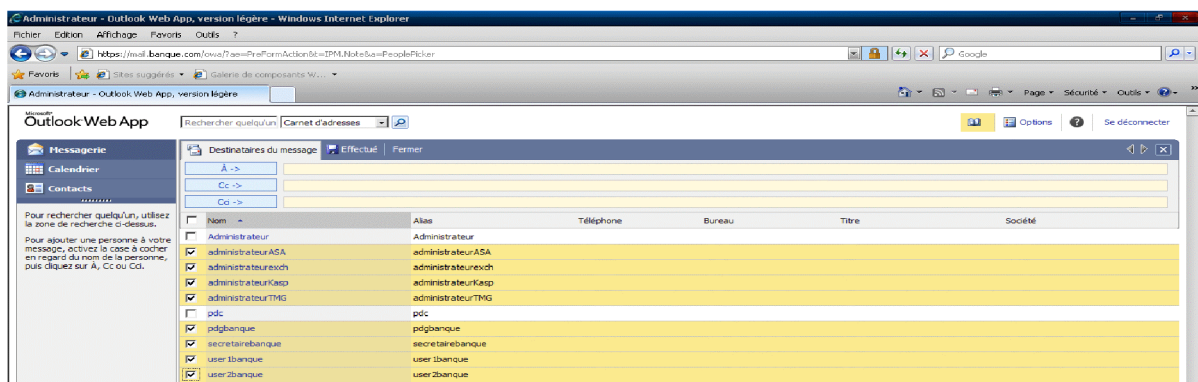 Administrateur - Outlook Web App, version légère - Windows Internet Explorer
Fichier Edition Affichage Favoris Outils ?
https://mail.banque.com/owa/?ae=PreFormAction&t=IPM.Note&a=PeoplePicker
Google
Favoris Sites suggérés Galerie de composants W...
Administrateur - Outlook Web App, version légère
Page Sécurité Outils
Microsoft
Outlook Web App
Rechercher quelqu'un Carnet d'adresses
Options Se déconnecter
Messagerie
Calendrier
Contacts
Pour rechercher quelqu'un, utilisez
la zone de recherche ci-dessus.
Pour ajouter une personne à votre
message, activez la case à cocher
en regard du nom de la personne,
puis cliquez sur À, Cc ou Cci.
Destinataires du message Effectué Fermer
À ->
Cc ->
Cci ->
Nom Alias Téléphone Bureau Titre Société
Administrateur Administrateur
administrateurASA administrateurASA
administrateurexch administrateurexch
administrateurKasp administrateurKasp
administrateurTMG administrateurTMG
pdc pdc
pdgbanque pdgbanque
secretairebanque secretairebanque
user1banque user1banque
user2banque user2banque